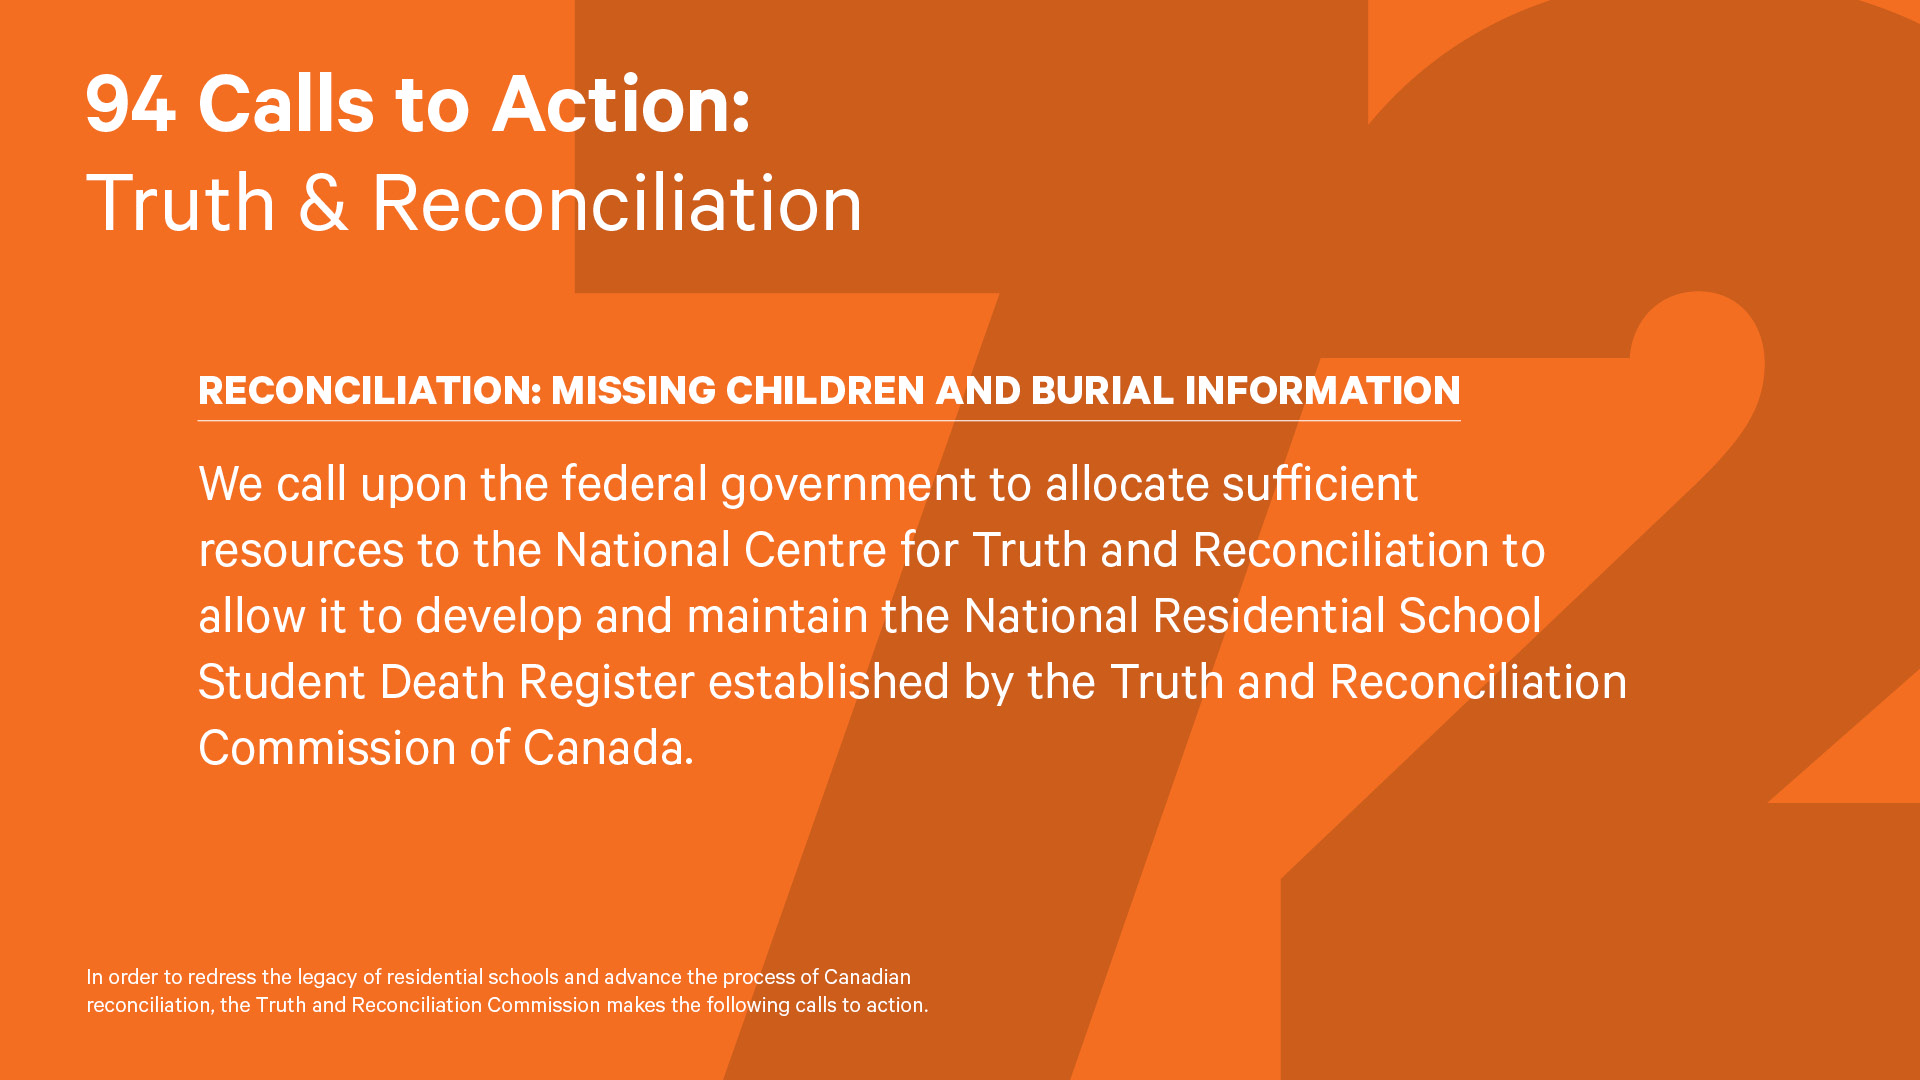 94 Calls to Action:
Truth & Reconciliation
72
RECONCILIATION: MISSING CHILDREN AND BURIAL INFORMATION
We call upon the federal government to allocate sufficient
resources to the National Centre for Truth and Reconciliation to
allow it to develop and maintain the National Residential School
Student Death Register established by the Truth and Reconciliation
Commission of Canada.
In order to redress the legacy of residential schools and advance the process of Canadian
reconciliation, the Truth and Reconciliation Commission makes the following calls to action.